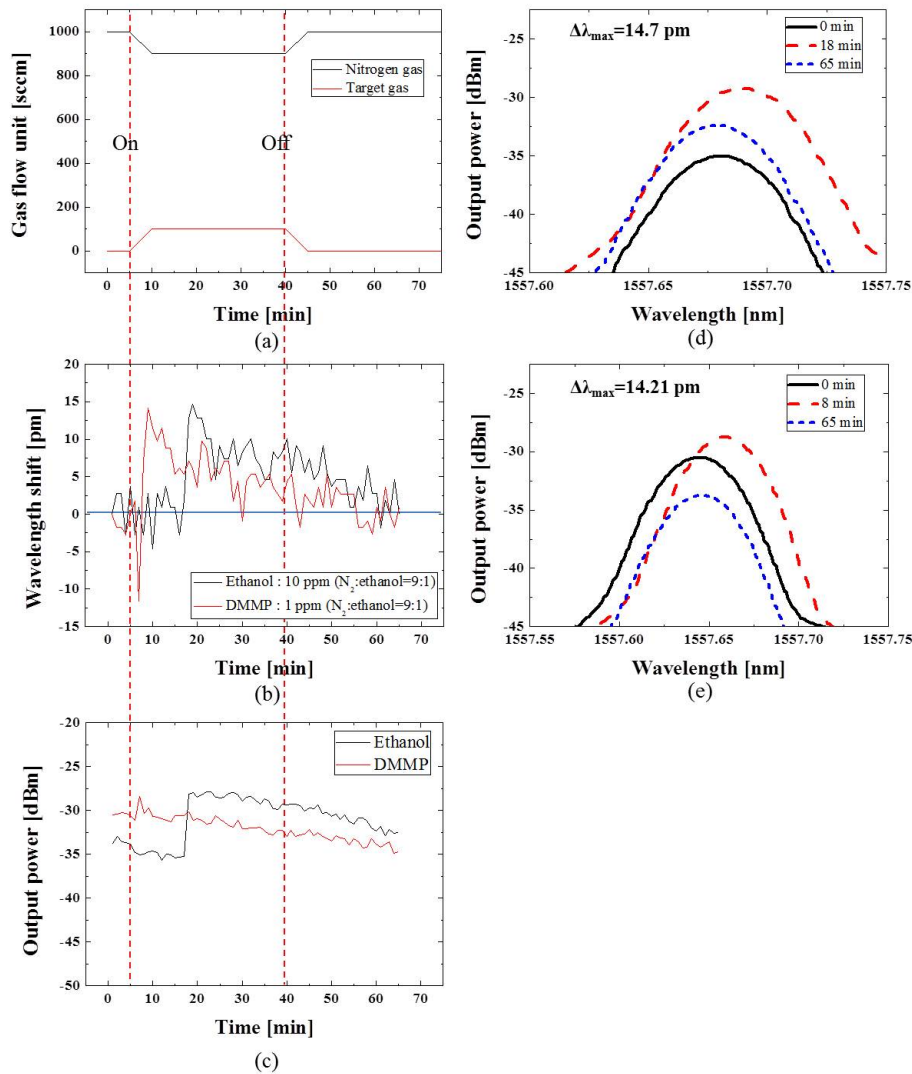 1000
800
600
400
200
0
Gas flow unit [sccm]
Nitrogen gas
Target gas
On
Off
0 10 20 30 40 50 60 70
Time [min]
(a)
Δλmax=14.7 pm
0 min
18 min
65 min
-25
-30
-35
-40
-45
Output power [dBm]
1557.60 1557.65 1557.70 1557.75
Wavelength [nm]
(d)
20
15
10
5
0
-5
-10
-15
Wavelength shift [pm]
Ethanol : 10 ppm (N2:ethanol=9:1)
DMMP : 1 ppm (N2:ethanol=9:1)
0 10 20 30 40 50 60 70
Time [min]
(b)
Δλmax=14.21 pm
0 min
8 min
65 min
-25
-30
-35
-40
-45
Output power [dBm]
1557.55 1557.60 1557.65 1557.70 1557.75
Wavelength [nm]
(e)
-20
-25
-30
-35
-40
-45
-50
Output power [dBm]
Ethanol
DMMP
0 10 20 30 40 50 60 70
Time [min]
(c)